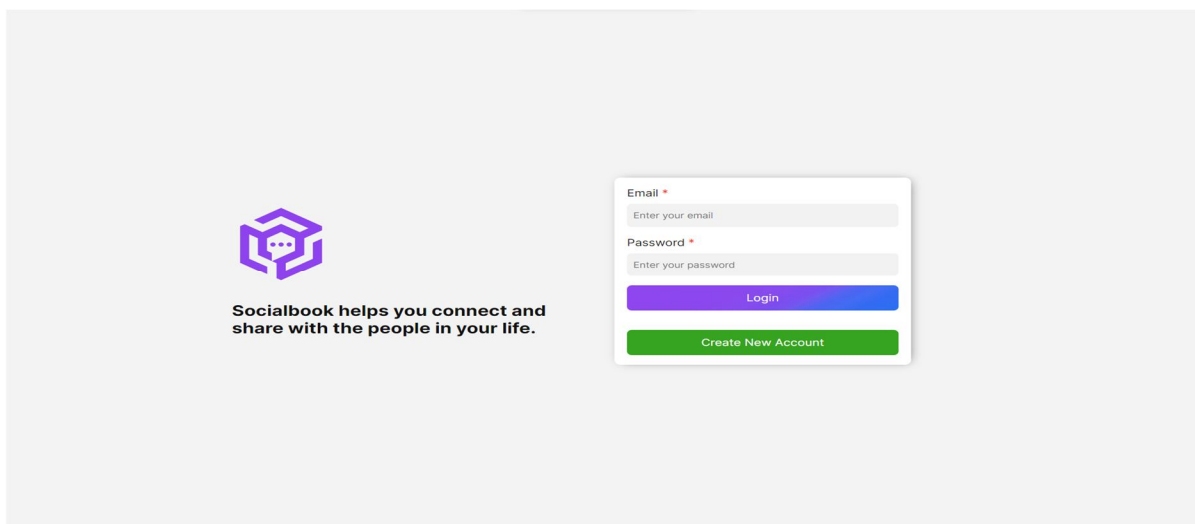 Socialbook helps you connect and
share with the people in your life.
Email *
Enter your email
Password *
Enter your password
Login
Create New Account